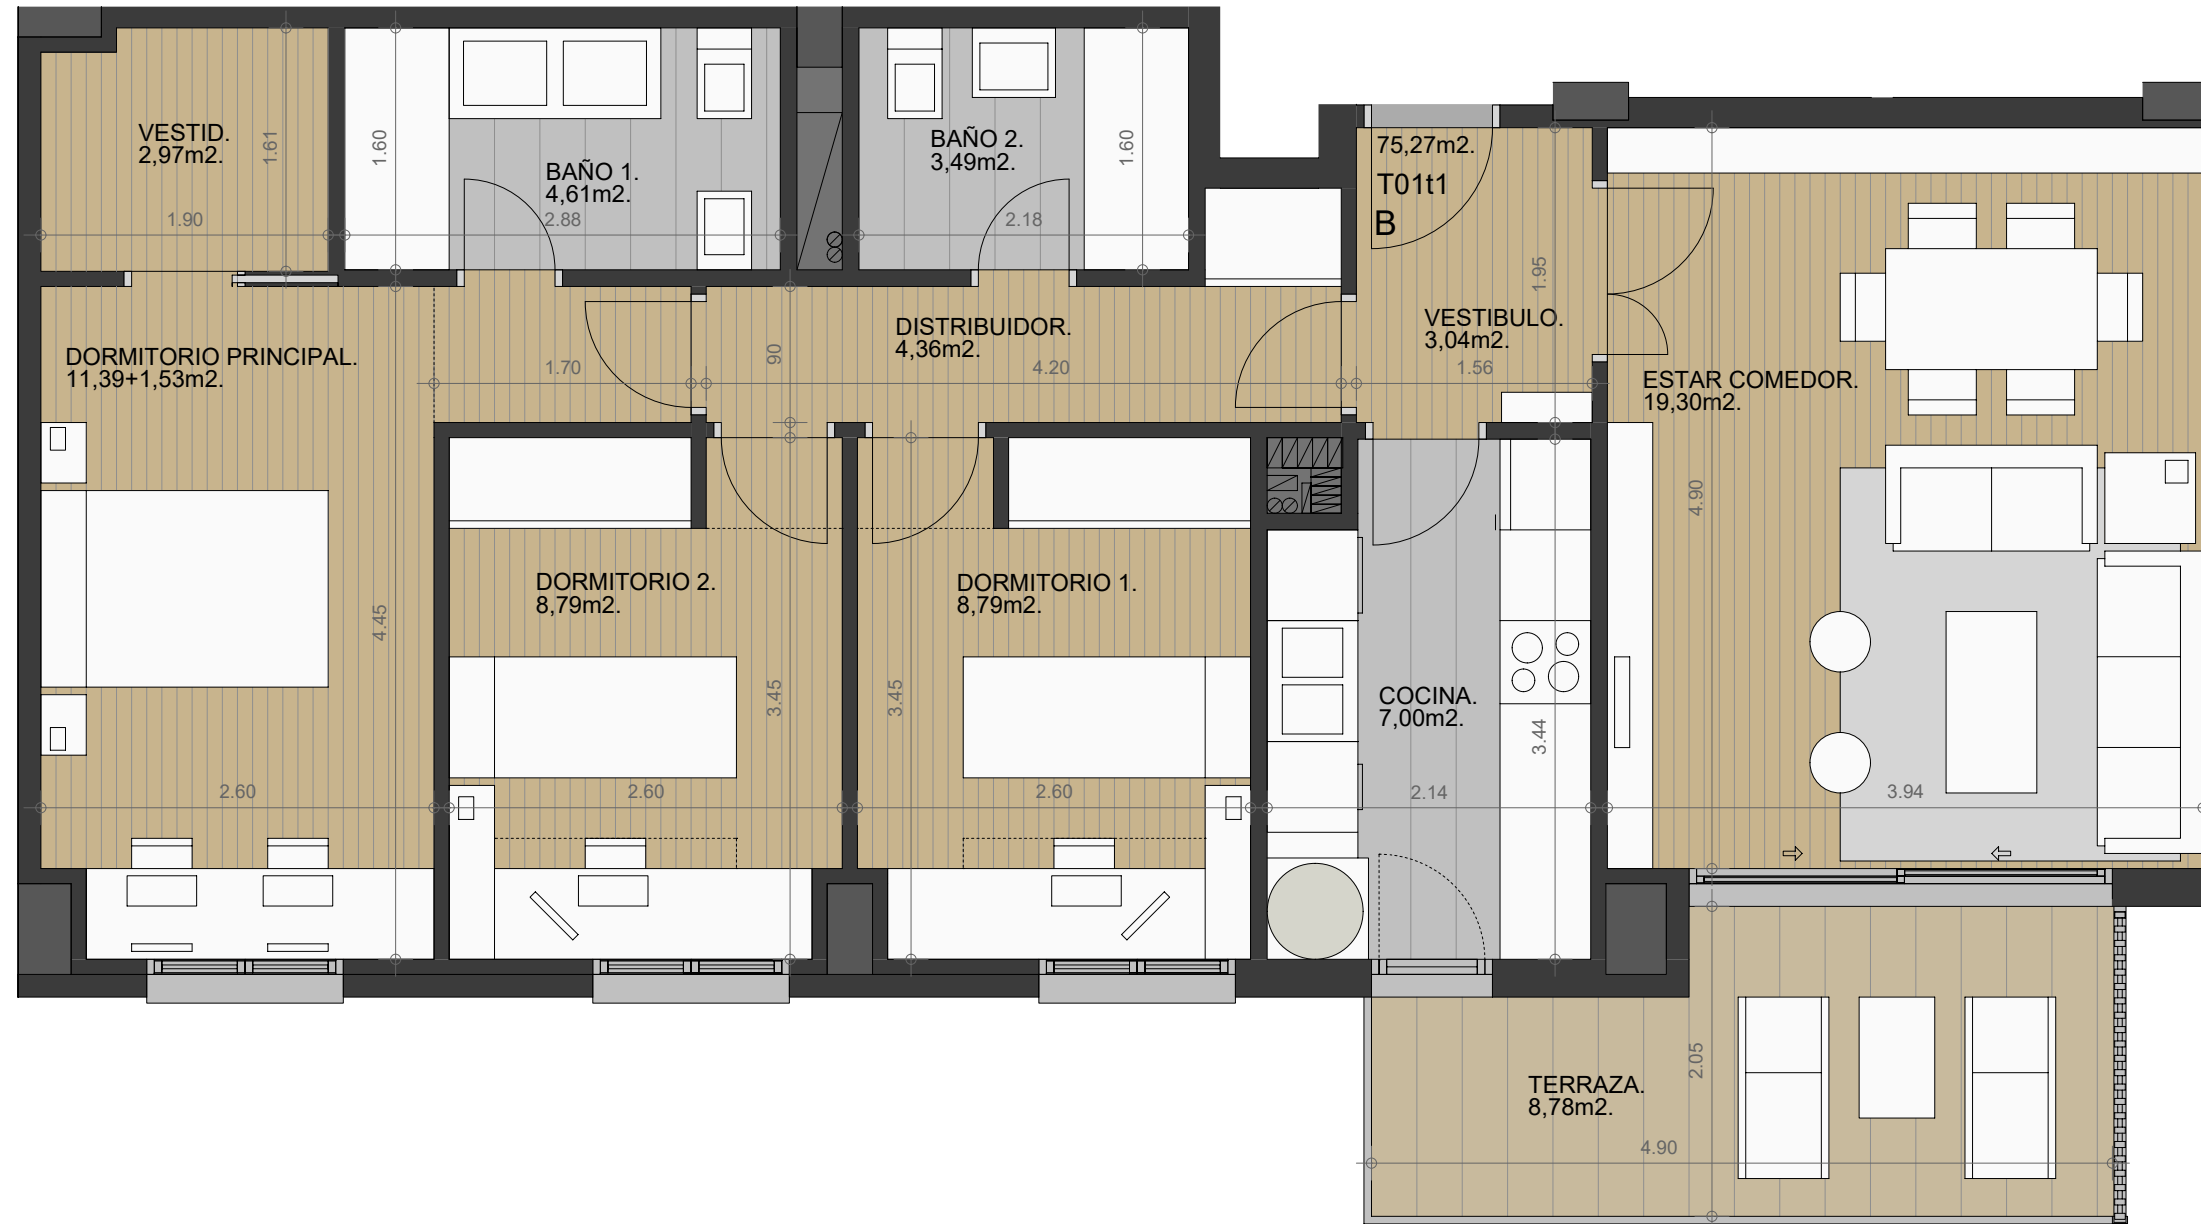 VESTID.
2,97m2.
1.61
1.90
1.60
BAÑO 1.
4,61m2.
2.88
BAÑO 2.
3,49m2.
1.60
2.18
75,27m2.
T01t1
B
1.95
VESTIBULO.
3,04m2.
1.56
DISTRIBUIDOR.
4,36m2.
90
4.20
1.70
DORMITORIO PRINCIPAL.
11,39+1,53m2.
4.45
2.60
ESTAR COMEDOR.
19,30m2.
4.90
3.94
DORMITORIO 2.
8,79m2.
3.45
2.60
DORMITORIO 1.
8,79m2.
3.45
2.60
COCINA.
7,00m2.
3.44
2.14
TERRAZA.
8,78m2.
2.05
4.90